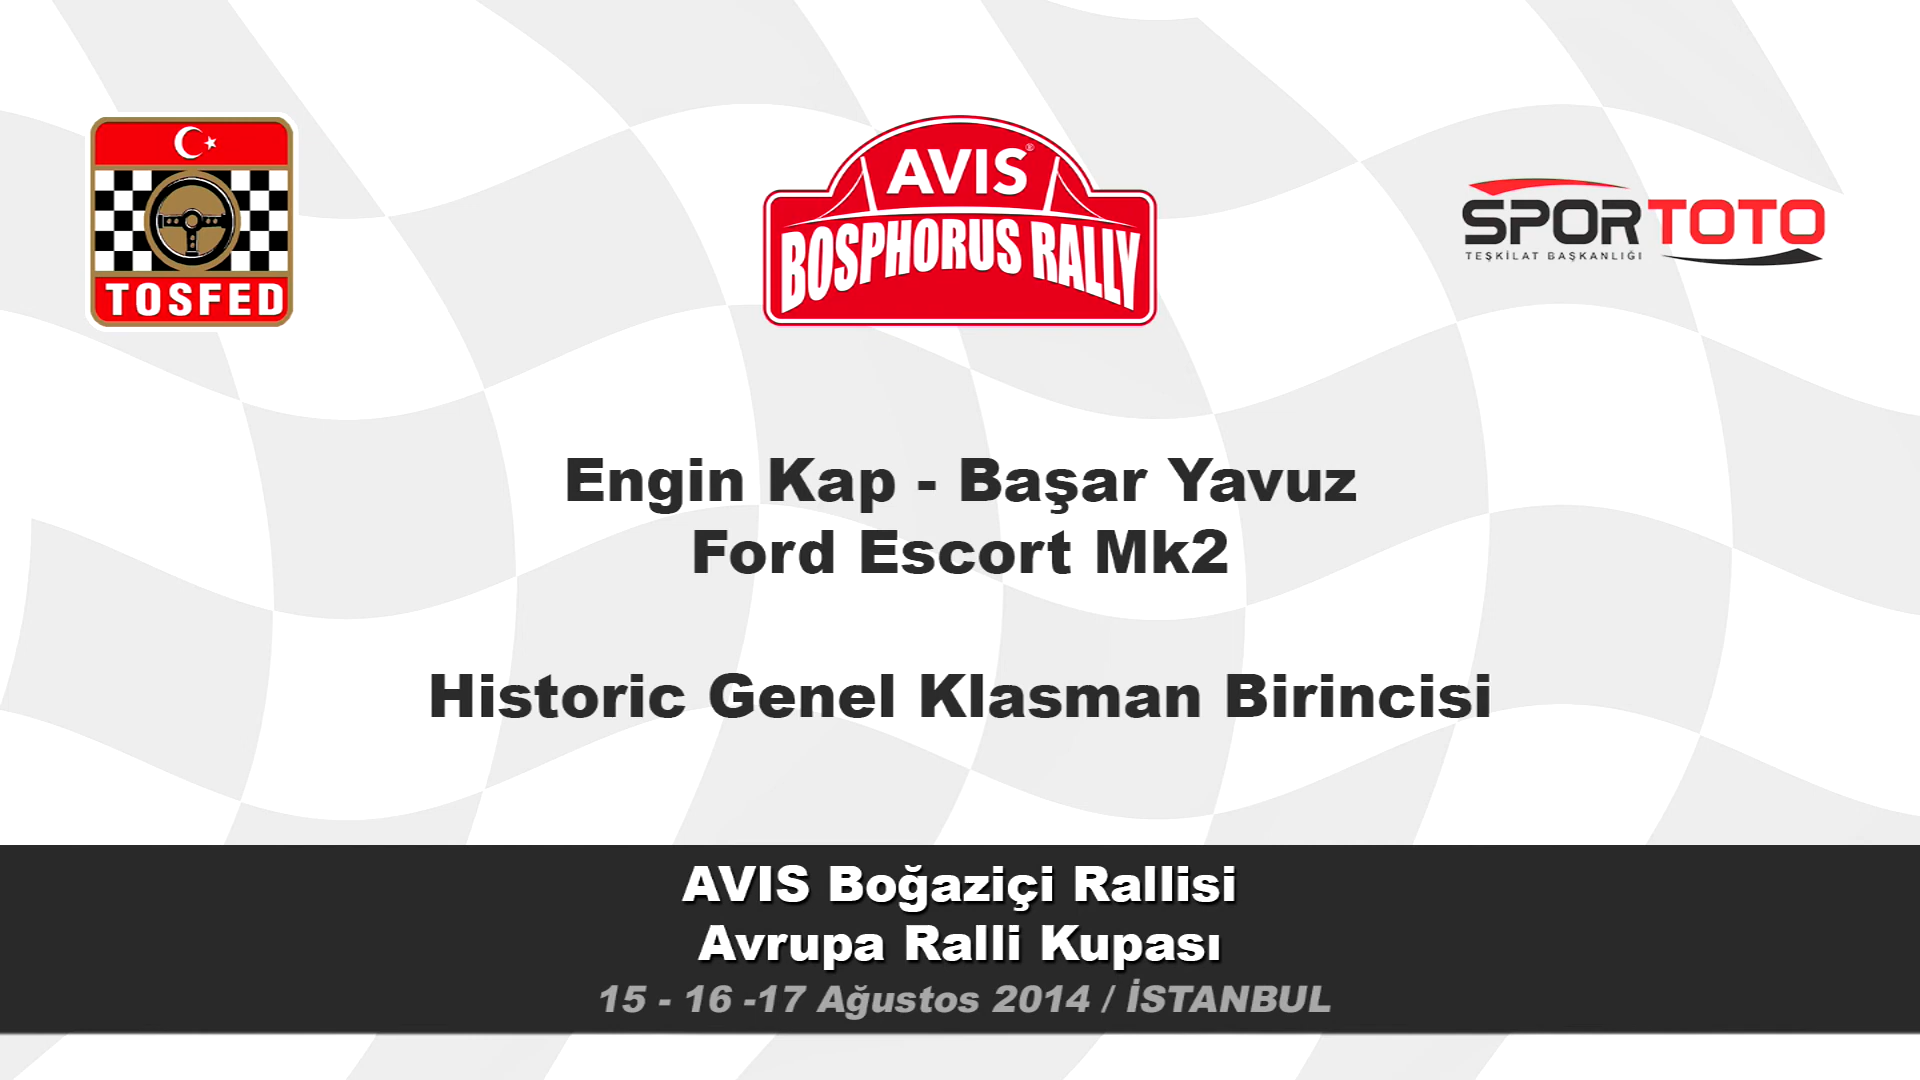 TOSFED
AVIS®
BOSPHORUS RALLY
SPORTOTO
TEŞKİLAT BAŞKANLIĞI
Engin Kap - Başar Yavuz
Ford Escort Mk2
Historic Genel Klasman Birincisi
AVIS Boğaziçi Rallisi
Avrupa Ralli Kupası
15 - 16 -17 Ağustos 2014 / İSTANBUL